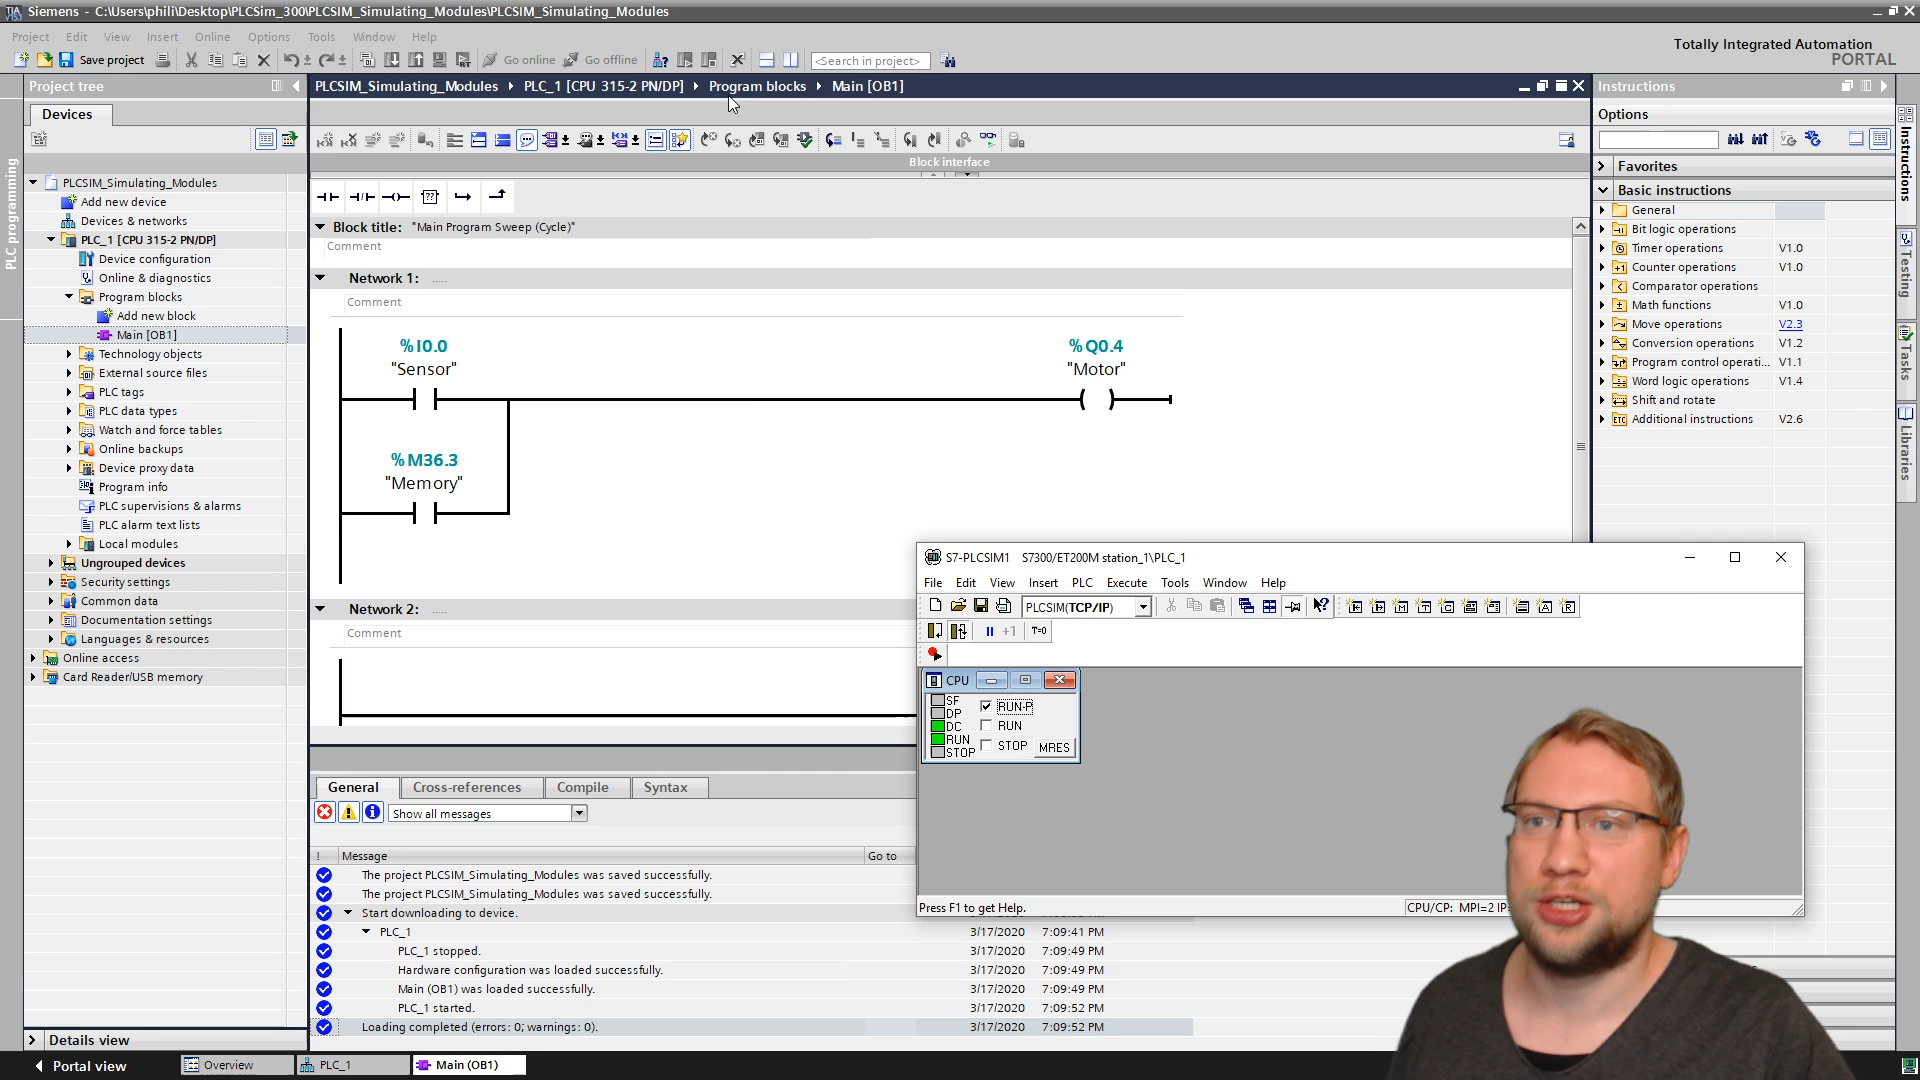 Siemens - C:\Users\phili\Desktop\PLCSim_300\PLCSIM_Simulating_Modules\PLCSIM_Simulating_Modules
Project Edit View Insert Online Options Tools Window Help
Totally Integrated Automation
PORTAL
Save project
Go online
Go offline
<Search in project>
Project tree
PLCSIM_Simulating_Modules
PLC_1 [CPU 315-2 PN/DP]
Program blocks
Main [OB1]
Instructions
Devices
Options
Block interface
PLC programming
PLCSIM_Simulating_Modules
Add new device
Devices & networks
PLC_1 [CPU 315-2 PN/DP]
Device configuration
Online & diagnostics
Program blocks
Add new block
Main [OB1]
Technology objects
External source files
PLC tags
PLC data types
Watch and force tables
Online backups
Device proxy data
Program info
PLC supervisions & alarms
PLC alarm text lists
Local modules
Ungrouped devices
Security settings
Common data
Documentation settings
Languages & resources
Online access
Card Reader/USB memory
Details view
Block title: "Main Program Sweep (Cycle)"
Comment
Network 1: .....
Comment
%I0.0
"Sensor"
%Q0.4
"Motor"
%M36.3
"Memory"
Network 2: .....
Comment
Favorites
Basic instructions
General
Bit logic operations
Timer operations V1.0
Counter operations V1.0
Comparator operations
Math functions V1.0
Move operations V2.3
Conversion operations V1.2
Program control operati... V1.1
Word logic operations V1.4
Shift and rotate
Additional instructions V2.6
Instructions
Testing
Tasks
Libraries
S7-PLCSIM1 S7300/ET200M station_1\PLC_1
File Edit View Insert PLC Execute Tools Window Help
PLCSIM(TCP/IP)
+1
T=0
CPU
SF
DP
DC
RUN
STOP
RUN-P
RUN
STOP
MRES
Press F1 to get Help.
CPU/CP: MPI=2 IP
General Cross-references Compile Syntax
Show all messages
! Message Go to
The project PLCSIM_Simulating_Modules was saved successfully.
The project PLCSIM_Simulating_Modules was saved successfully.
Start downloading to device.
PLC_1 3/17/2020 7:09:41 PM
PLC_1 stopped. 3/17/2020 7:09:49 PM
Hardware configuration was loaded successfully. 3/17/2020 7:09:49 PM
Main (OB1) was loaded successfully. 3/17/2020 7:09:49 PM
PLC_1 started. 3/17/2020 7:09:52 PM
Loading completed (errors: 0; warnings: 0). 3/17/2020 7:09:52 PM
Portal view
Overview
PLC_1
Main (OB1)